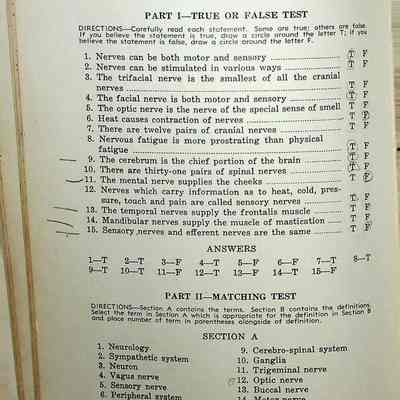 PART I—TRUE OR FALSE TEST
DIRECTIONS—Carefully read each statement. Some are true; others are false.
If you believe the statement is true, draw a circle around the letter T; if you
believe the statement is false, draw a circle around the letter F.
1. Nerves can be both motor and sensory T F
2. Nerves can be stimulated in various ways T F
3. The trifacial nerve is the smallest of all the cranial
nerves T F
4. The facial nerve is both motor and sensory T F
5. The optic nerve is the nerve of the special sense of smell T F
6. Heat causes contraction of nerves T F
7. There are twelve pairs of cranial nerves T F
8. Nervous fatigue is more prostrating than physical
fatigue T F
9. The cerebrum is the chief portion of the brain T F
10. There are thirty-one pairs of spinal nerves T F
11. The mental nerve supplies the cheeks T F
12. Nerves which carry information as to heat, cold, pres-
sure, touch and pain are called sensory nerves T F
13. The temporal nerves supply the frontalis muscle T F
14. Mandibular nerves supply the muscle of mastication T F
15. Sensory nerves and efferent nerves are the same T F
ANSWERS
1—T 2—T 3—F 4—T 5—F 6—F 7—T 8—T
9—T 10—T 11—F 12—T 13—F 14—T 15—F
PART II—MATCHING TEST
DIRECTIONS—Section A contains the terms. Section B contains the definitions.
Select the term in Section A which is appropriate for the definition in Section B
and place number of term in parentheses alongside of definition.
SECTION A
1. Neurology 9. Cerebro-spinal system
2. Sympathetic system 10. Ganglia
3. Neuron 11. Trigeminal nerve
4. Vagus nerve 12. Optic nerve
5. Sensory nerve 13. Buccal nerve
6. Peripheral system 14. Motor nerve